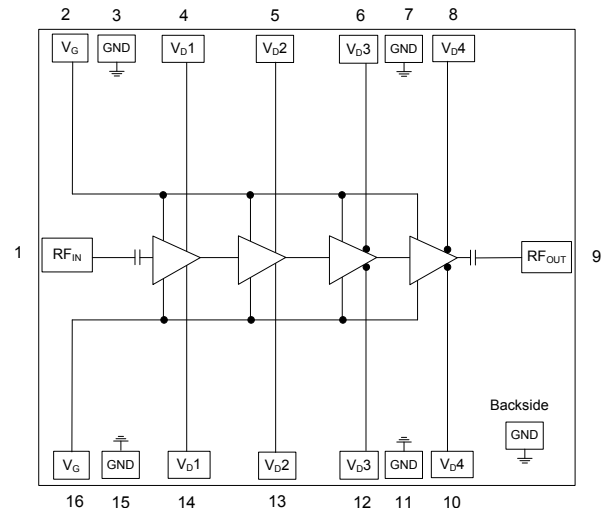 2 3 4 5 6 7 8
VG GND VD1 VD2 VD3 GND VD4
1 RFIN RFOUT 9
Backside
GND
VG GND VD1 VD2 VD3 GND VD4
16 15 14 13 12 11 10